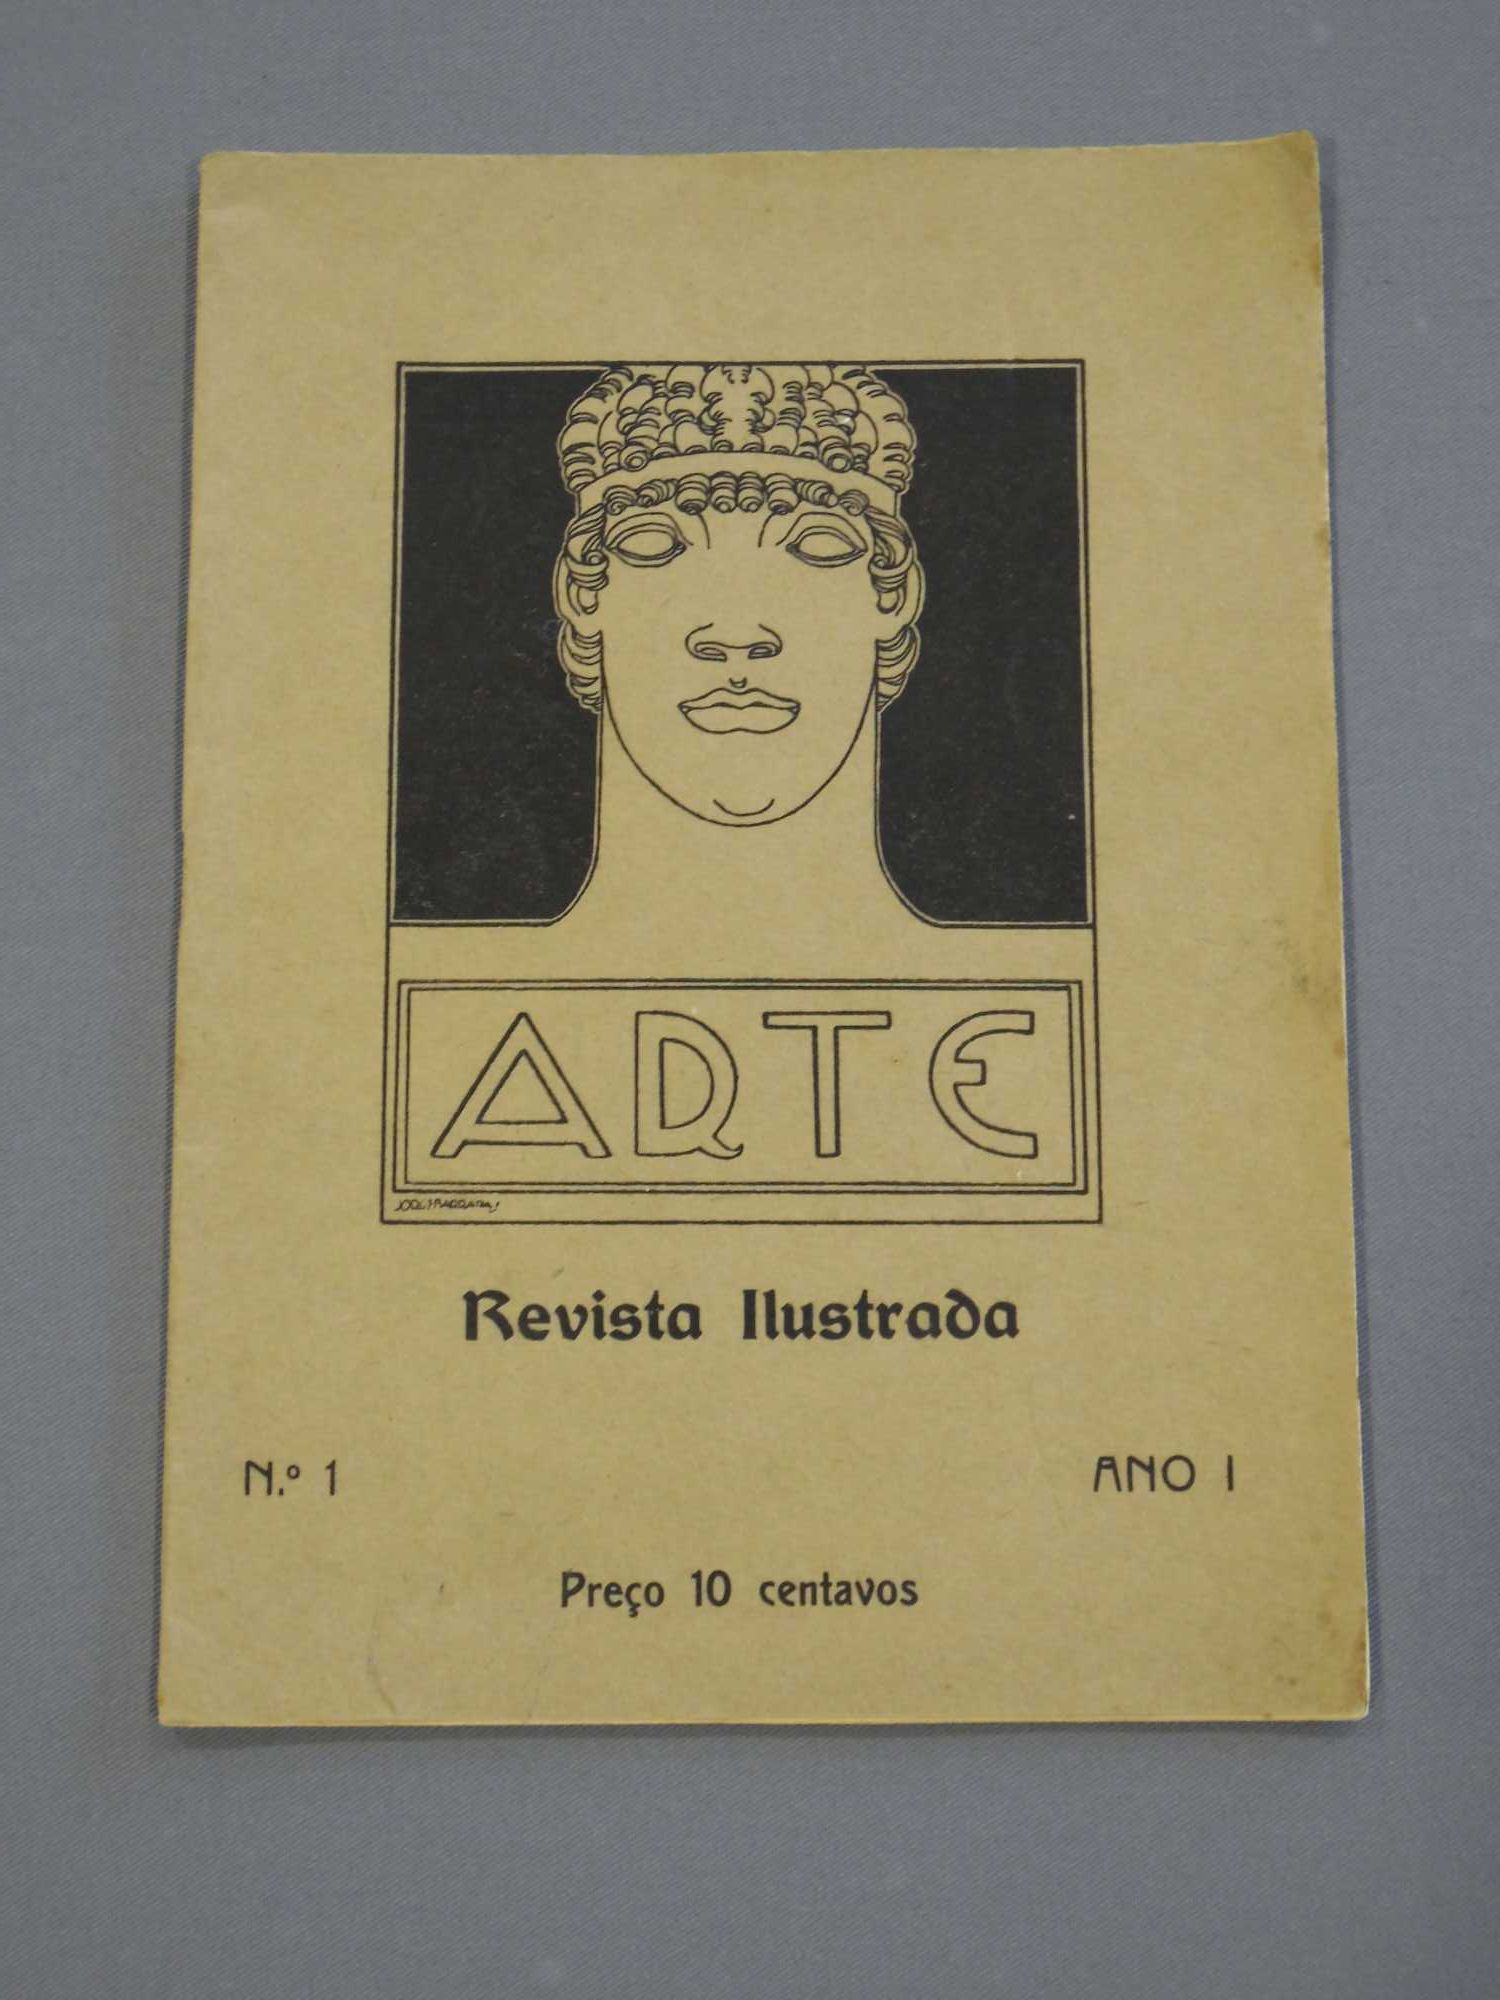 ARTE
Revista Ilustrada
N.º 1
ANO I
Preço 10 centavos